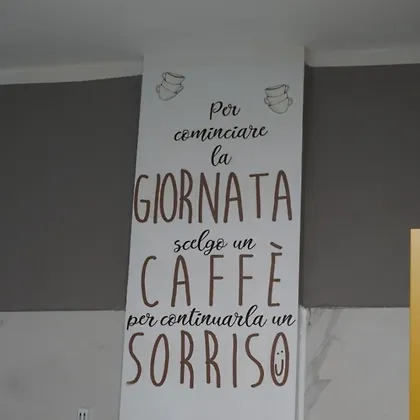 Per
cominciare
la
GIORNATA
scelgo un
CAFFÈ
per continuarla un
SORRISO